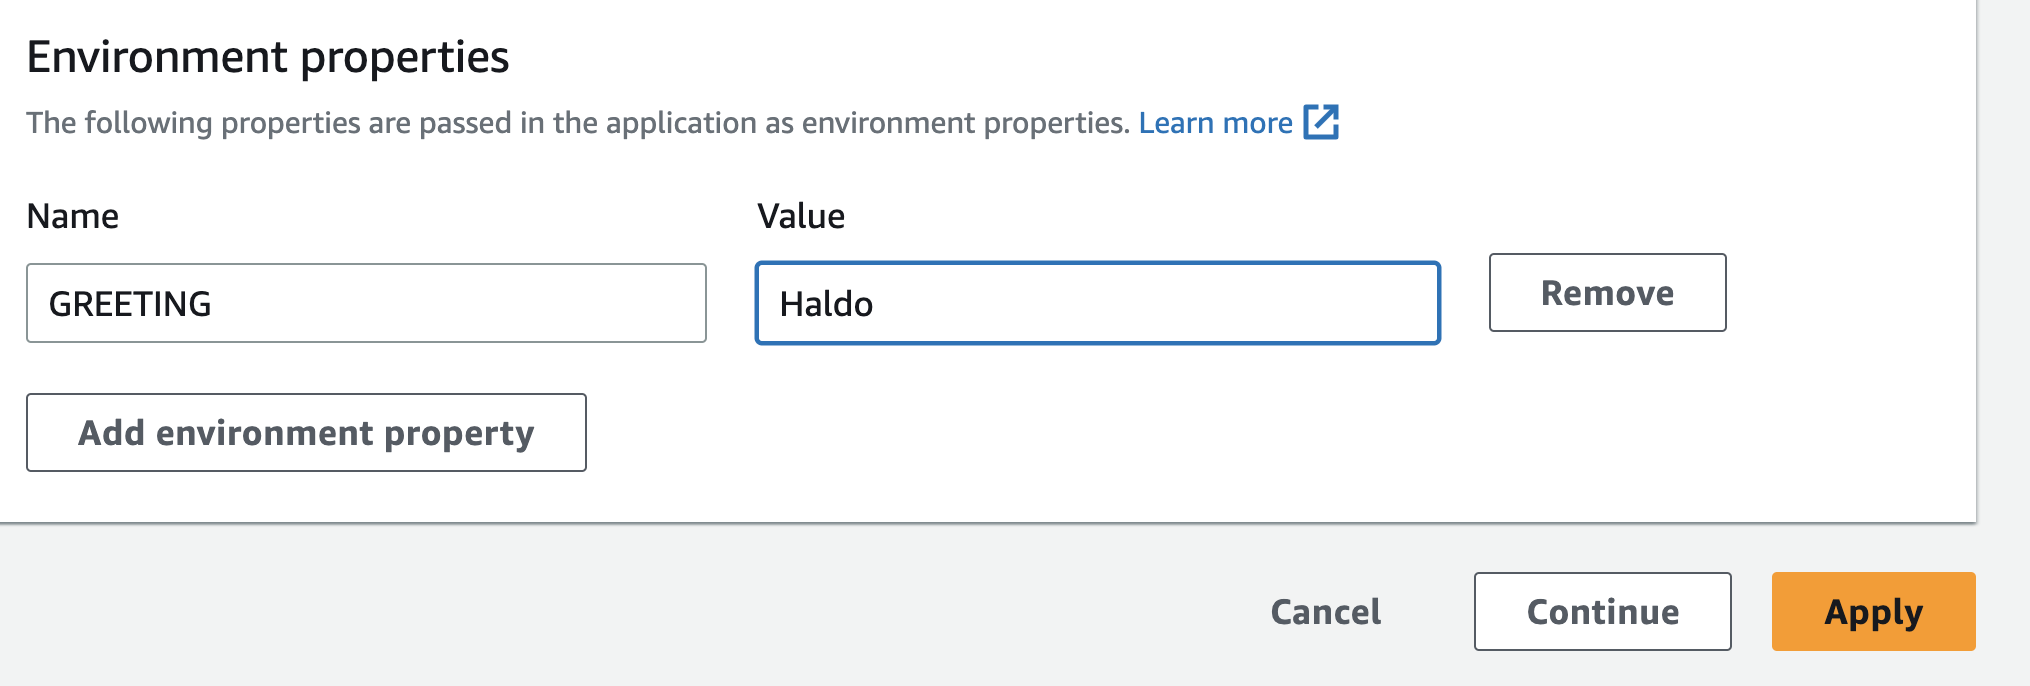 Environment properties
The following properties are passed in the application as environment properties. Learn more
Name Value
GREETING Haldo Remove
Add environment property
Cancel Continue Apply